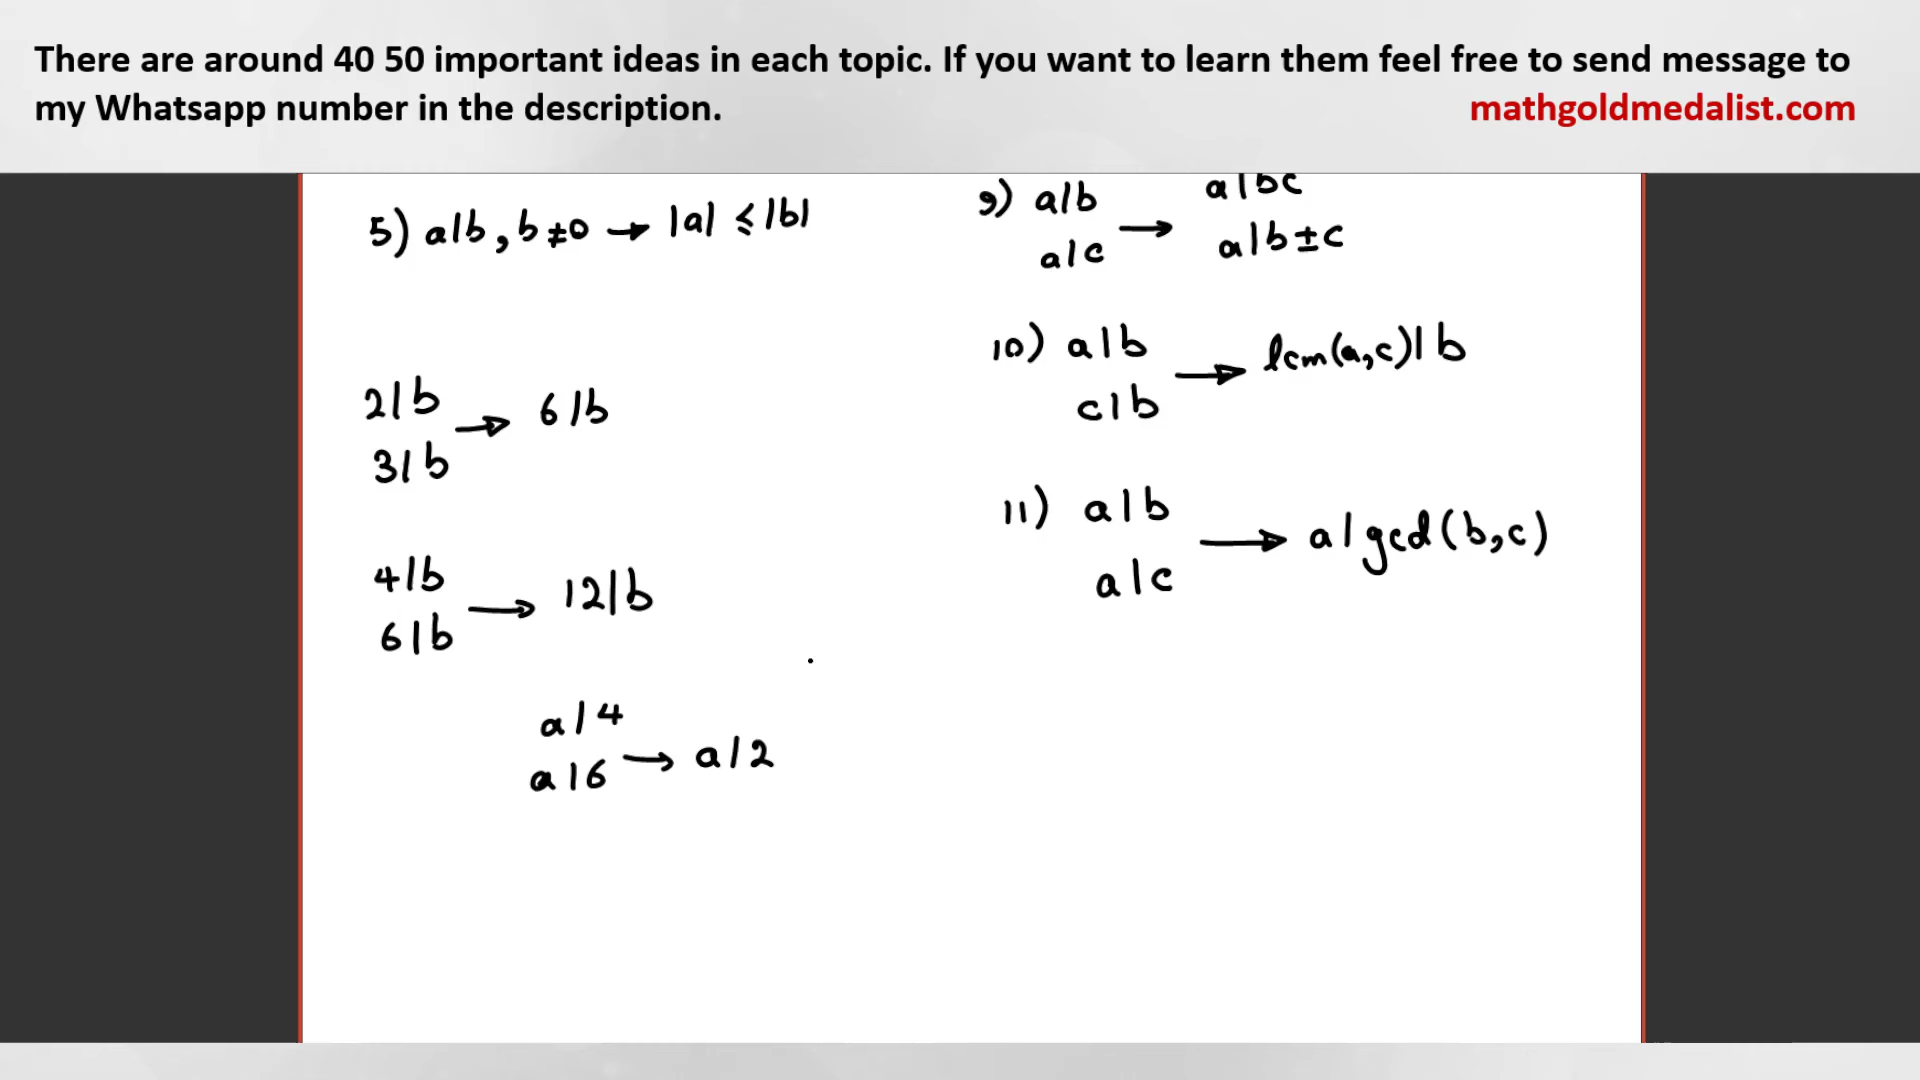 There are around 40 50 important ideas in each topic. If you want to learn them feel free to send message to
my Whatsapp number in the description.
mathgoldmedalist.com
5) a|b, b≠0 → |a| ≤ |b|
2|b
3|b → 6|b
4|b
6|b → 12|b
a|4
a|6 → a|2
9) a|b
a|c → a|bc
a|b±c
10) a|b
c|b → lcm(a,c)|b
11) a|b
a|c → a|gcd(b,c)